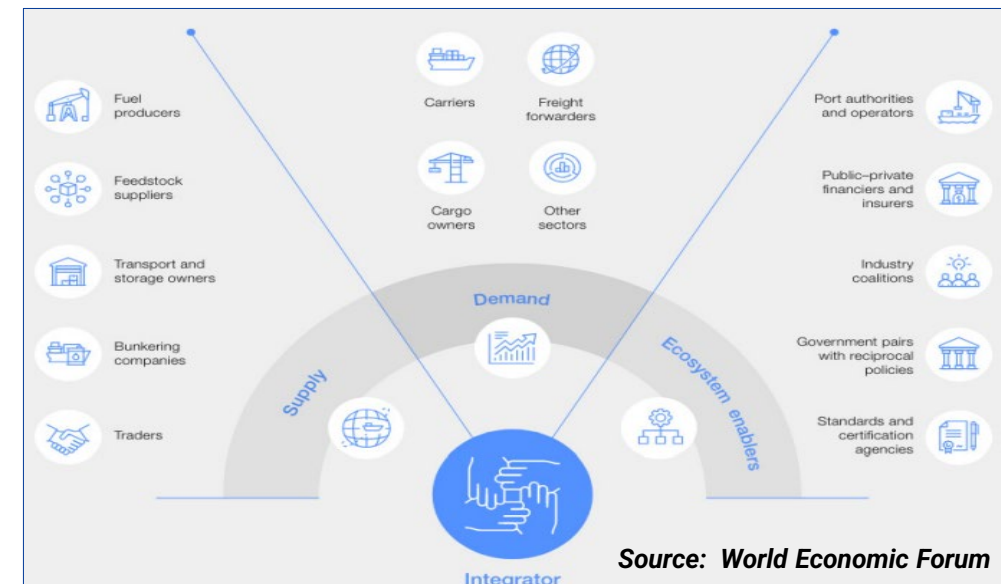 Fuel
producers
Feedstock
suppliers
Transport and
storage owners
Bunkering
companies
Traders
Carriers
Freight
forwarders
Cargo
owners
Other
sectors
Port authorities
and operators
Public–private
financiers and
insurers
Industry
coalitions
Government pairs
with reciprocal
policies
Standards and
certification
agencies
Supply
Demand
Ecosystem enablers
Integrator
Source: World Economic Forum